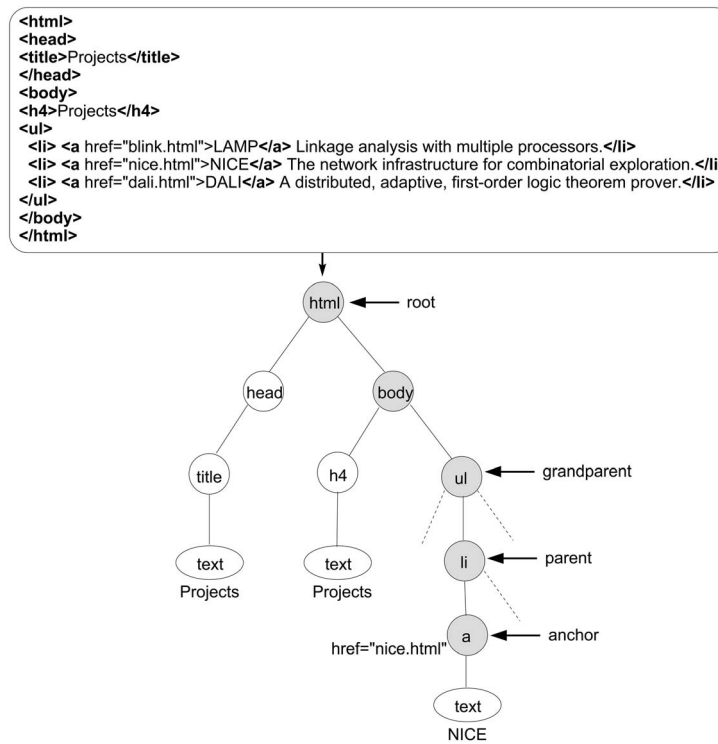 <html>
<head>
<title>Projects</title>
</head>
<body>
<h4>Projects</h4>
<ul>
<li> <a href="blink.html">LAMP</a> Linkage analysis with multiple processors.</li>
<li> <a href="nice.html">NICE</a> The network infrastructure for combinatorial exploration.</li
<li> <a href="dali.html">DALI</a> A distributed, adaptive, first-order logic theorem prover.</li>
</ul>
</body>
</html>
html root
head body
title h4 ul grandparent
text text li parent
Projects Projects
a anchor
href="nice.html"
text
NICE